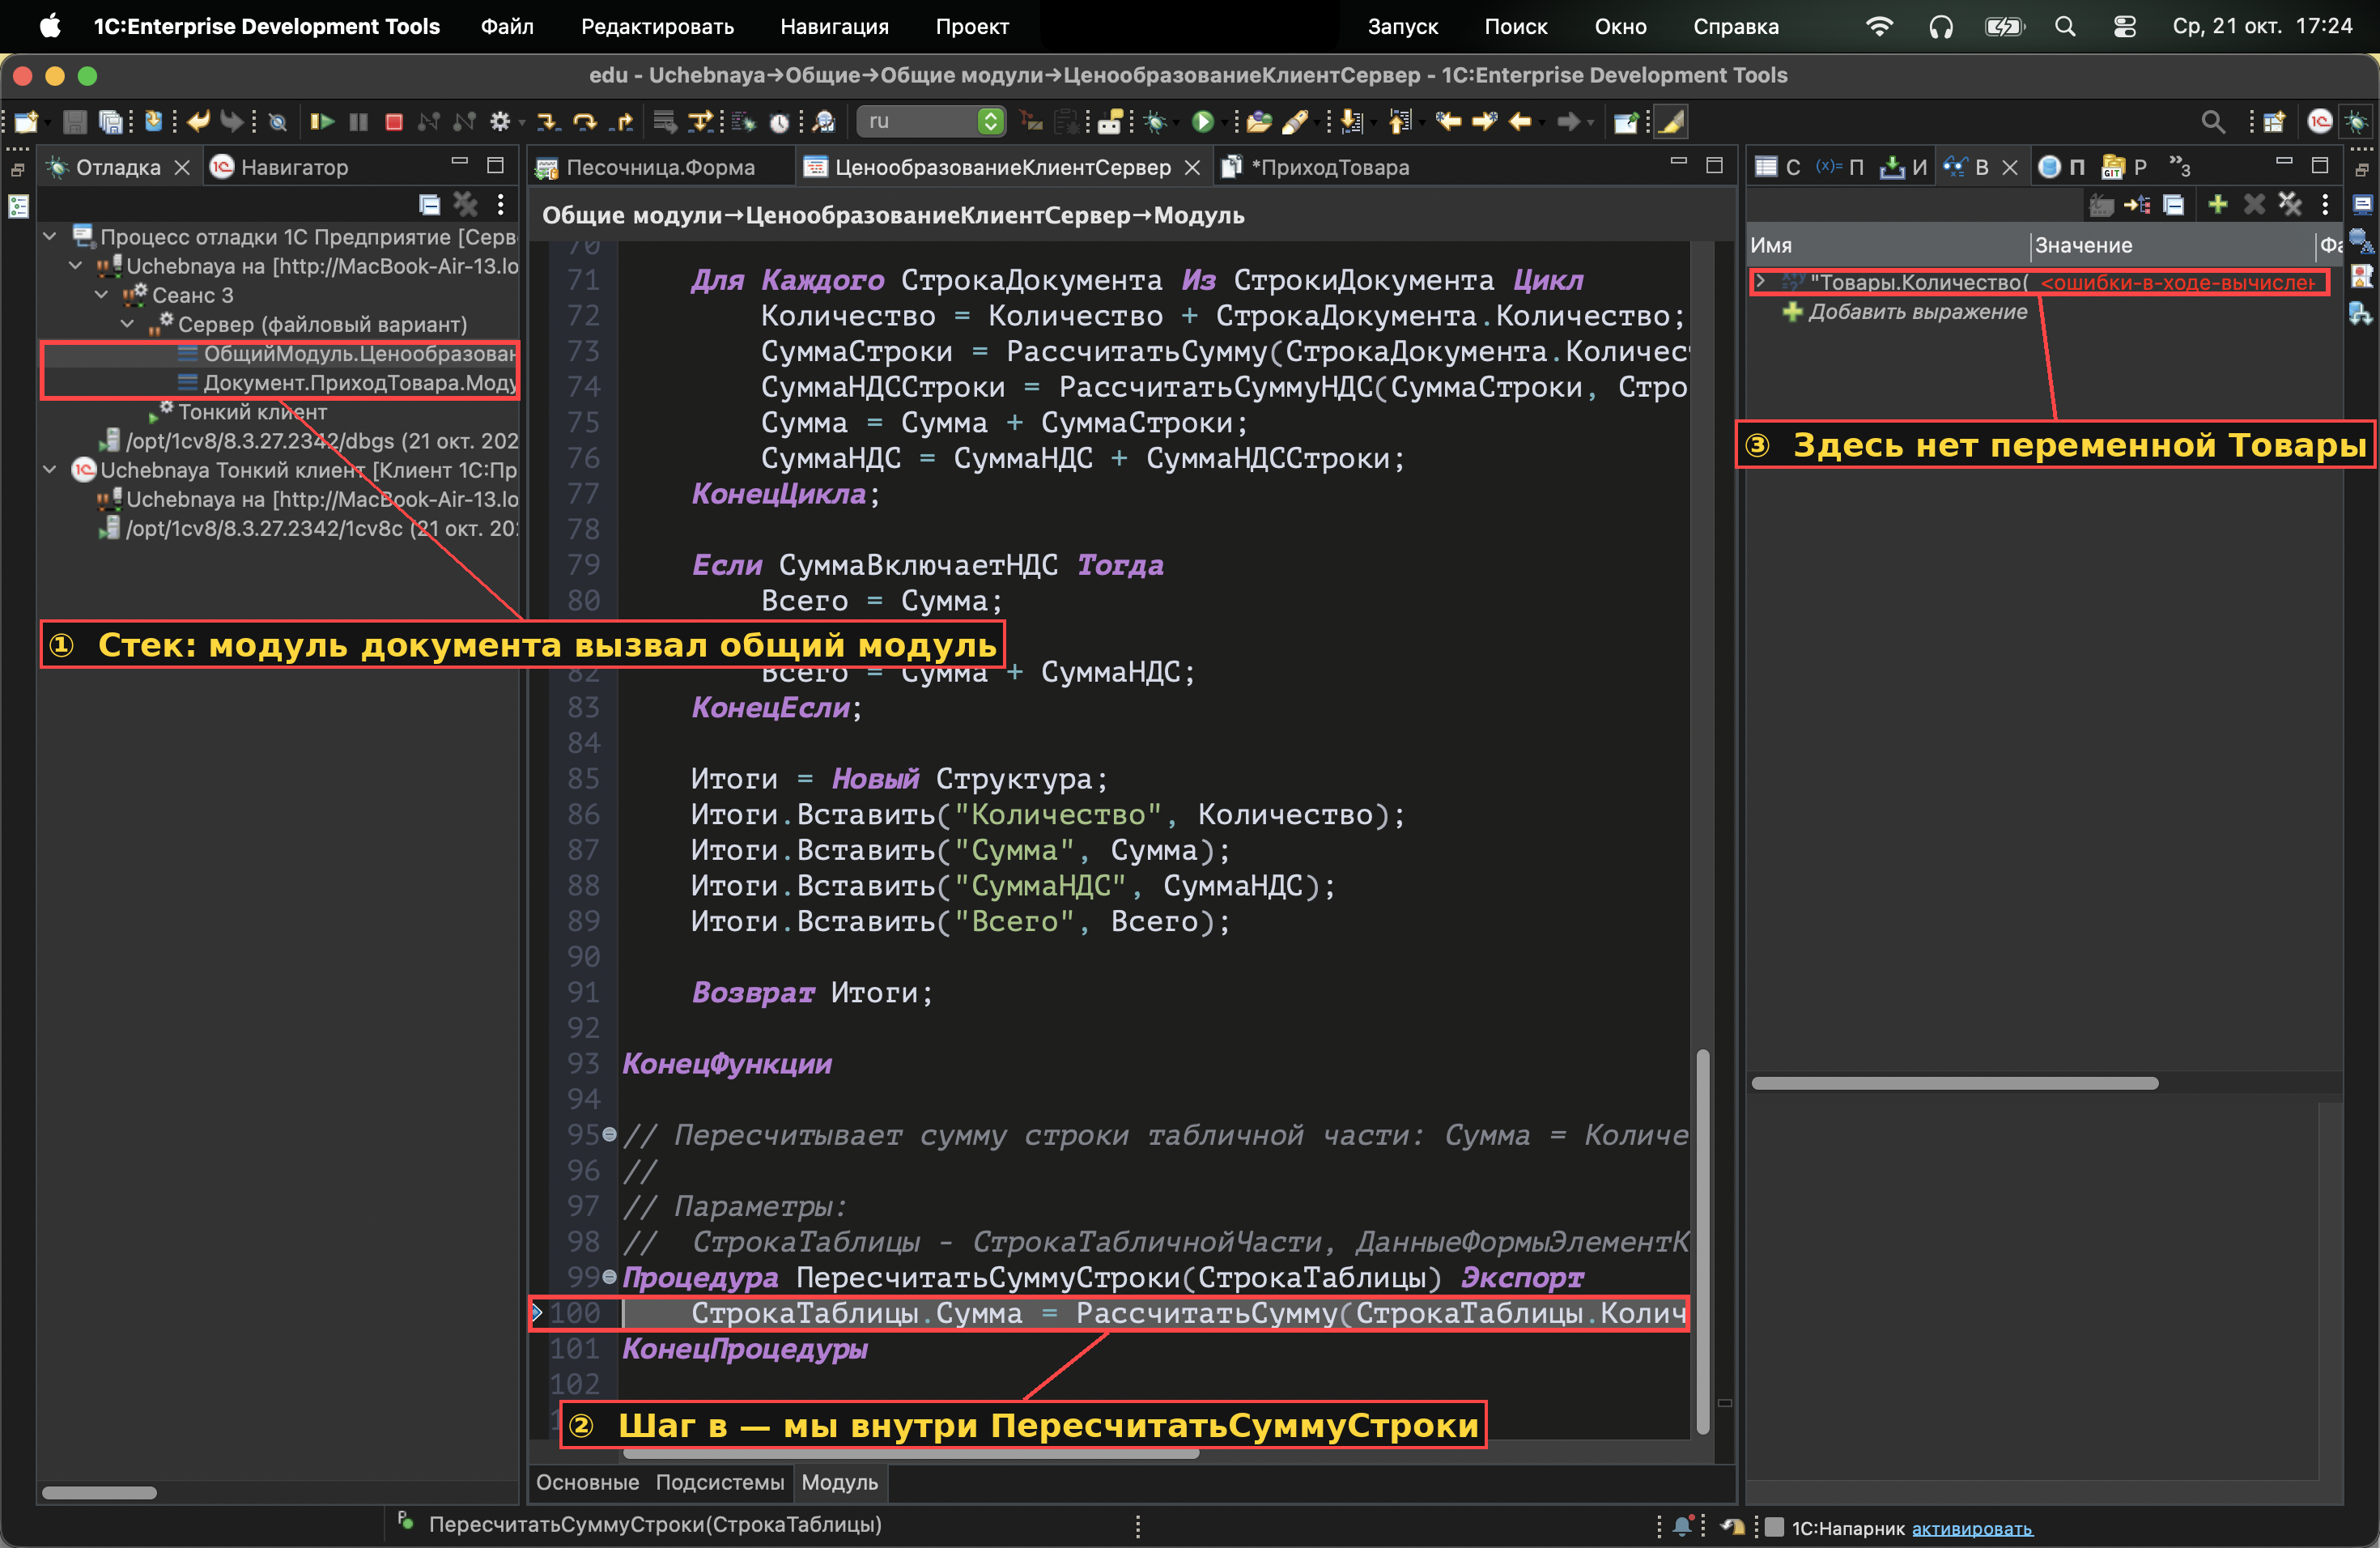 1C:Enterprise Development Tools Файл Редактировать Навигация Проект Запуск Поиск Окно Справка Ср, 21 окт. 17:24
edu - Uchebnaya→Общие→Общие модули→ЦенообразованиеКлиентСервер - 1C:Enterprise Development Tools
ru
Отладка Навигатор
Процесс отладки 1С Предприятие [Серв
Uchebnaya на [http://MacBook-Air-13.lo
Сеанс 3
Сервер (файловый вариант)
ОбщийМодуль.Ценообразован
Документ.ПриходТовара.Моду
Тонкий клиент
/opt/1cv8/8.3.27.2342/dbgs (21 окт. 202
Uchebnaya Тонкий клиент [Клиент 1С:Пр
Uchebnaya на [http://MacBook-Air-13.lo
/opt/1cv8/8.3.27.2342/1cv8c (21 окт. 20
① Стек: модуль документа вызвал общий модуль
Песочница.Форма ЦенообразованиеКлиентСервер *ПриходТовара
Общие модули→ЦенообразованиеКлиентСервер→Модуль
70
71 Для Каждого СтрокаДокумента Из СтрокиДокумента Цикл
72 Количество = Количество + СтрокаДокумента.Количество;
73 СуммаСтроки = РассчитатьСумму(СтрокаДокумента.Количест
74 СуммаНДССтроки = РассчитатьСуммуНДС(СуммаСтроки, Стро
75 Сумма = Сумма + СуммаСтроки;
76 СуммаНДС = СуммаНДС + СуммаНДССтроки;
77 КонецЦикла;
78
79 Если СуммаВключаетНДС Тогда
80 Всего = Сумма;
82 Всего = Сумма + СуммаНДС;
83 КонецЕсли;
84
85 Итоги = Новый Структура;
86 Итоги.Вставить("Количество", Количество);
87 Итоги.Вставить("Сумма", Сумма);
88 Итоги.Вставить("СуммаНДС", СуммаНДС);
89 Итоги.Вставить("Всего", Всего);
90
91 Возврат Итоги;
92
93 КонецФункции
94
95 // Пересчитывает сумму строки табличной части: Сумма = Количе
96 //
97 // Параметры:
98 // СтрокаТаблицы - СтрокаТабличнойЧасти, ДанныеФормыЭлементК
99 Процедура ПересчитатьСуммуСтроки(СтрокаТаблицы) Экспорт
100 СтрокаТаблицы.Сумма = РассчитатьСумму(СтрокаТаблицы.Колич
101 КонецПроцедуры
102
② Шаг в — мы внутри ПересчитатьСуммуСтроки
Основные Подсистемы Модуль
С П И В П Р 3
Имя Значение Фа
"Товары.Количество( <ошибки-в-ходе-вычислен
Добавить выражение
③ Здесь нет переменной Товары
ПересчитатьСуммуСтроки(СтрокаТаблицы)
1С:Напарник активировать